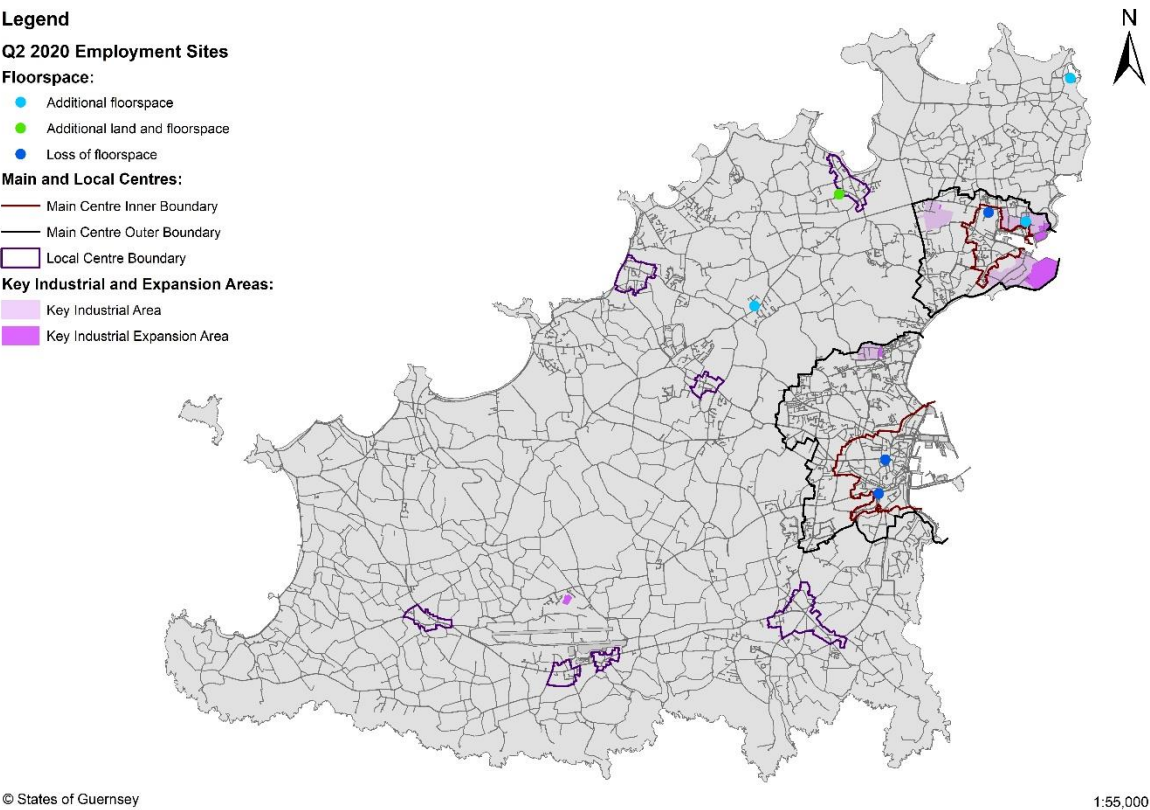 Legend
N
Q2 2020 Employment Sites
Floorspace:
Additional floorspace
Additional land and floorspace
Loss of floorspace
Main and Local Centres:
Main Centre Inner Boundary
Main Centre Outer Boundary
Local Centre Boundary
Key Industrial and Expansion Areas:
Key Industrial Area
Key Industrial Expansion Area
© States of Guernsey
1:55,000